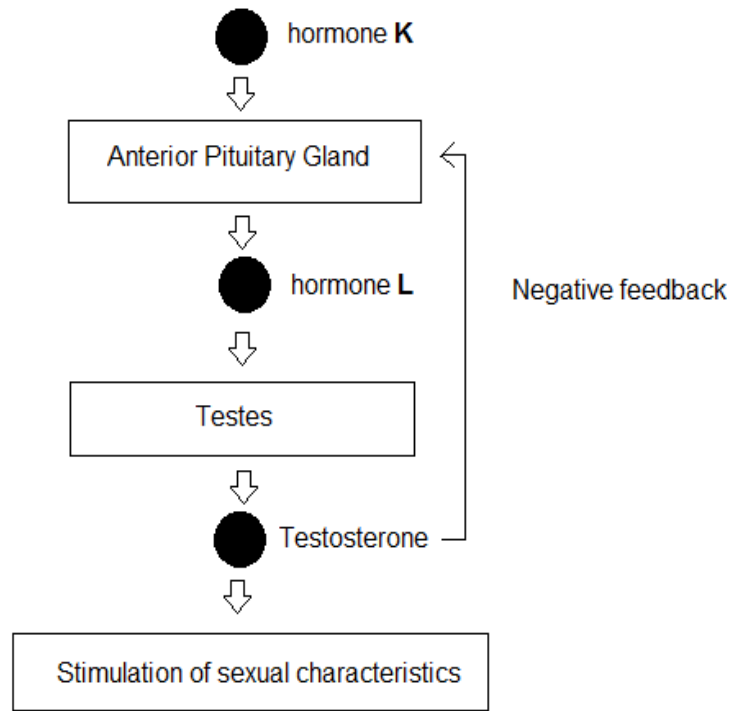 hormone K
Anterior Pituitary Gland
hormone L
Negative feedback
Testes
Testosterone
Stimulation of sexual characteristics